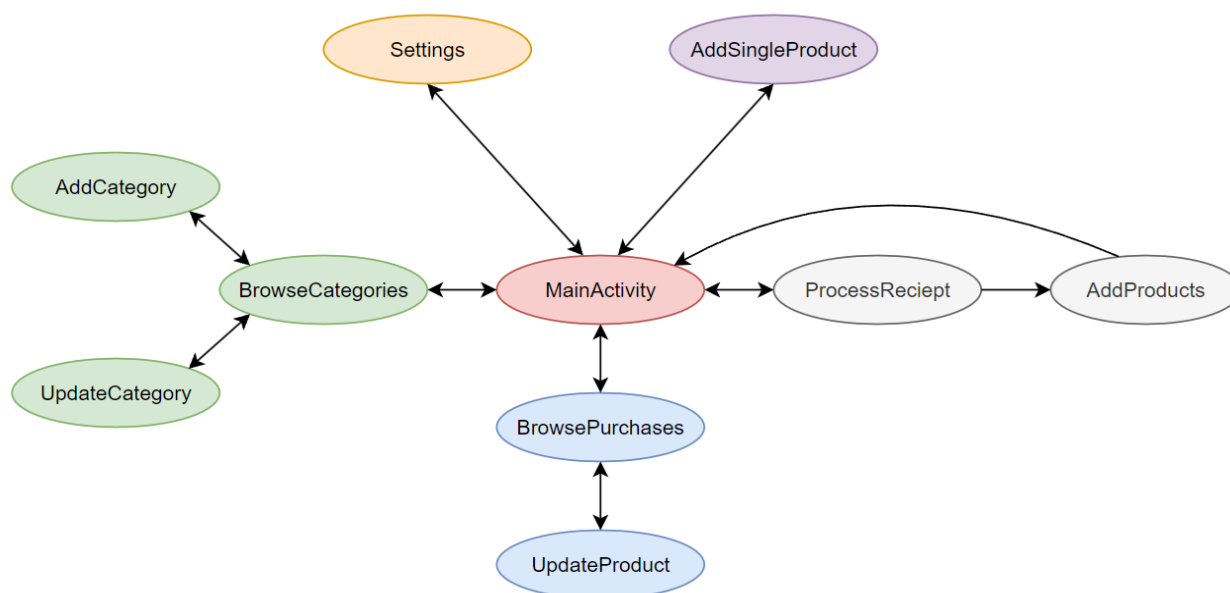 Settings
AddSingleProduct
AddCategory
BrowseCategories
MainActivity
ProcessReciept
AddProducts
UpdateCategory
BrowsePurchases
UpdateProduct